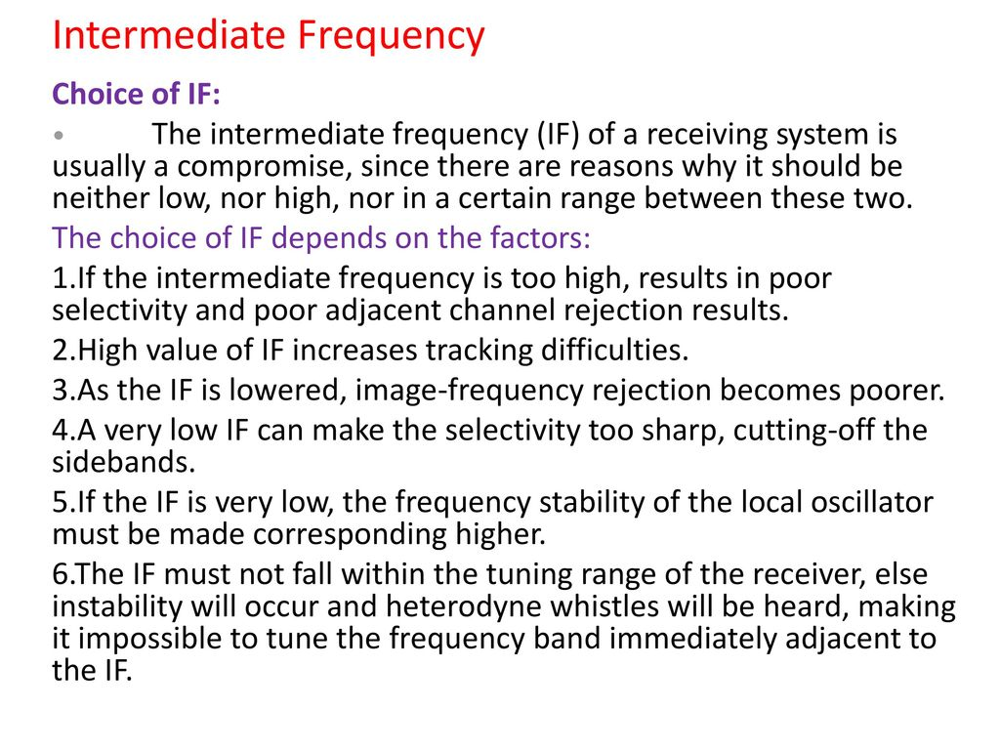 Intermediate Frequency
Choice of IF:
• The intermediate frequency (IF) of a receiving system is
usually a compromise, since there are reasons why it should be
neither low, nor high, nor in a certain range between these two.
The choice of IF depends on the factors:
1.If the intermediate frequency is too high, results in poor
selectivity and poor adjacent channel rejection results.
2.High value of IF increases tracking difficulties.
3.As the IF is lowered, image-frequency rejection becomes poorer.
4.A very low IF can make the selectivity too sharp, cutting-off the
sidebands.
5.If the IF is very low, the frequency stability of the local oscillator
must be made corresponding higher.
6.The IF must not fall within the tuning range of the receiver, else
instability will occur and heterodyne whistles will be heard, making
it impossible to tune the frequency band immediately adjacent to
the IF.